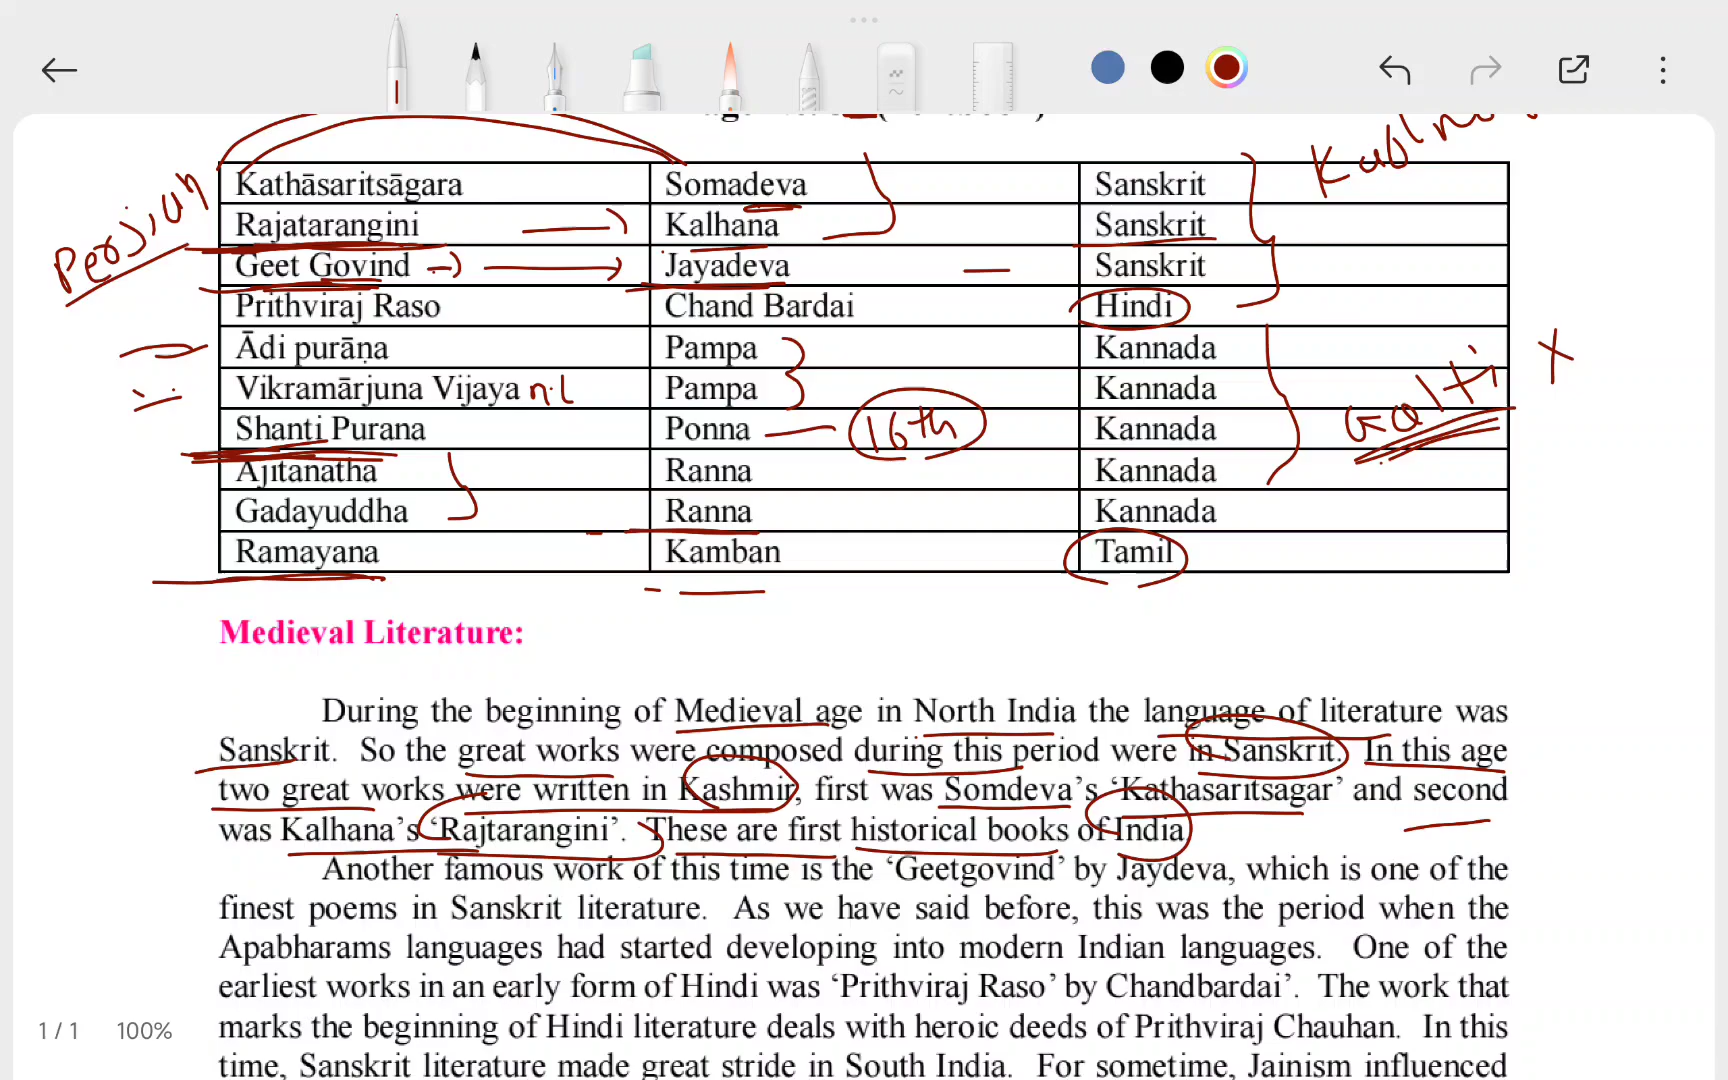 Kathāsaritsāgara Somadeva Sanskrit
Rajatarangini Kalhana Sanskrit
Geet Govind Jayadeva Sanskrit
Prithviraj Raso Chand Bardai Hindi
Ādi purāṇa Pampa Kannada
Vikramārjuna Vijaya Pampa Kannada
Shanti Purana Ponna 16th Kannada
Ajitanatha Ranna Kannada
Gadayuddha Ranna Kannada
Ramayana Kamban Tamil
Medieval Literature:
During the beginning of Medieval age in North India the language of literature was
Sanskrit. So the great works were composed during this period were in Sanskrit. In this age
two great works were written in Kashmir, first was Somdeva's 'Kathasaritsagar' and second
was Kalhana's 'Rajtarangini'. These are first historical books of India
Another famous work of this time is the 'Geetgovind' by Jaydeva, which is one of the
finest poems in Sanskrit literature. As we have said before, this was the period when the
Apabharams languages had started developing into modern Indian languages. One of the
earliest works in an early form of Hindi was 'Prithviraj Raso' by Chandbardai'. The work that
marks the beginning of Hindi literature deals with heroic deeds of Prithviraj Chauhan. In this
time, Sanskrit literature made great stride in South India. For sometime, Jainism influenced
1 / 1 100%